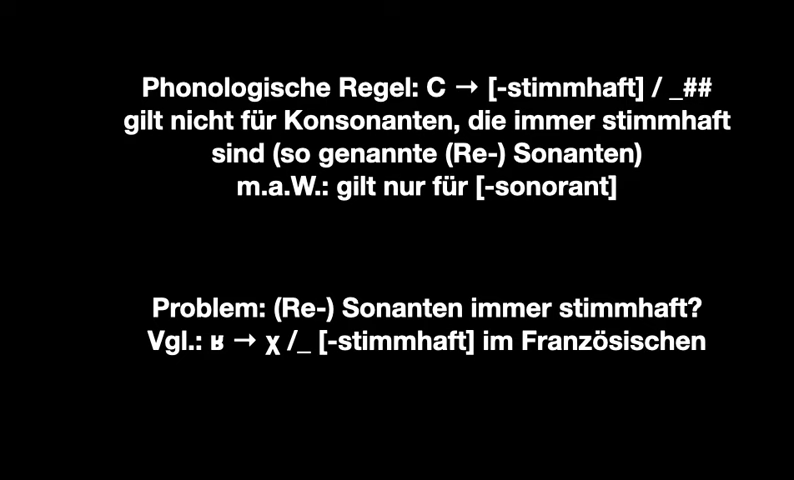 Phonologische Regel: C → [-stimmhaft] / _##
gilt nicht für Konsonanten, die immer stimmhaft
sind (so genannte (Re-) Sonanten)
m.a.W.: gilt nur für [-sonorant]
Problem: (Re-) Sonanten immer stimmhaft?
Vgl.: ʁ → χ /_ [-stimmhaft] im Französischen